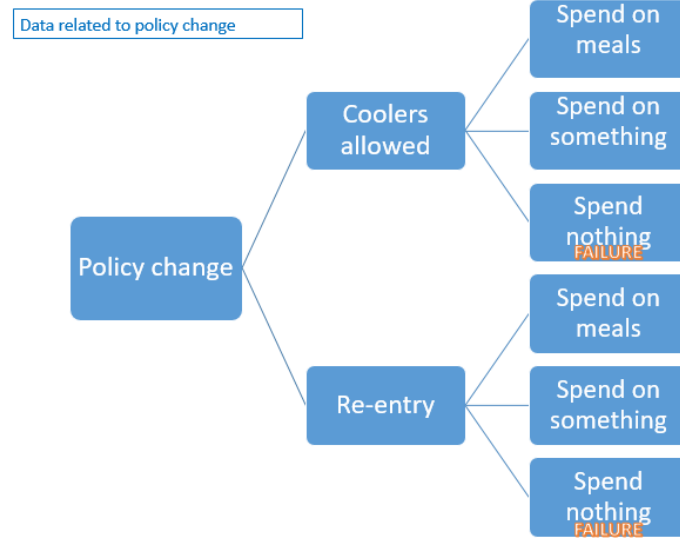 Data related to policy change
Spend on
meals
Coolers
allowed
Spend on
something
Spend
nothing
FAILURE
Policy change
Spend on
meals
Re-entry
Spend on
something
Spend
nothing
FAILURE